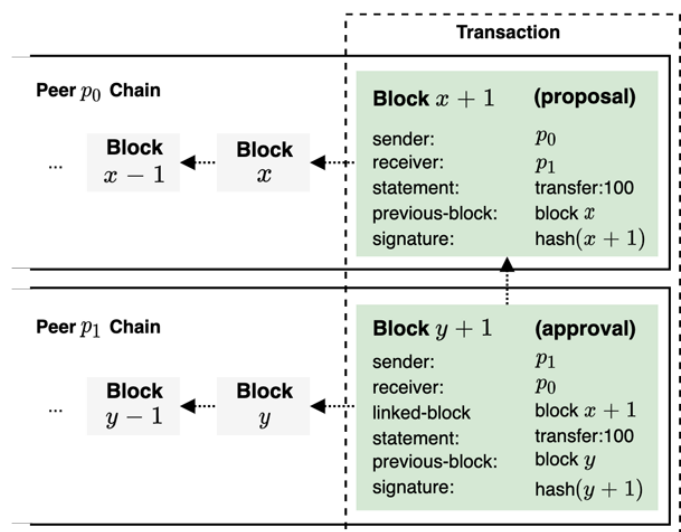 Transaction
Peer p₀ Chain
Block x + 1 (proposal)
sender: p₀
receiver: p₁
statement: transfer:100
previous-block: block x
signature: hash(x + 1)
... Block x − 1
Block x
Peer p₁ Chain
Block y + 1 (approval)
sender: p₁
receiver: p₀
linked-block block x + 1
statement: transfer:100
previous-block: block y
signature: hash(y + 1)
... Block y − 1
Block y